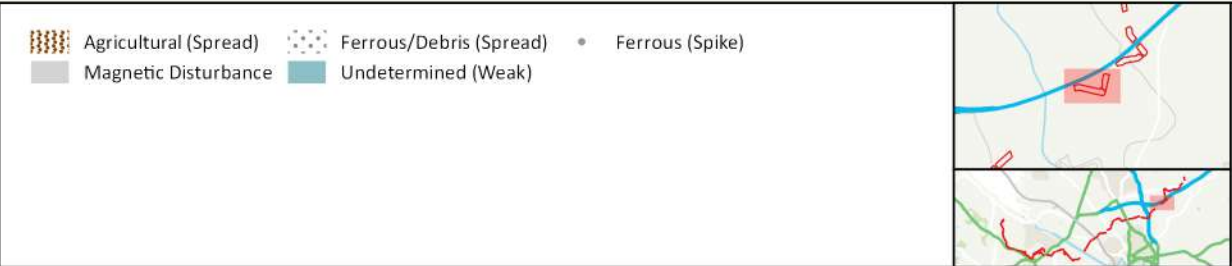 Agricultural (Spread) Ferrous/Debris (Spread) Ferrous (Spike)
Magnetic Disturbance Undetermined (Weak)